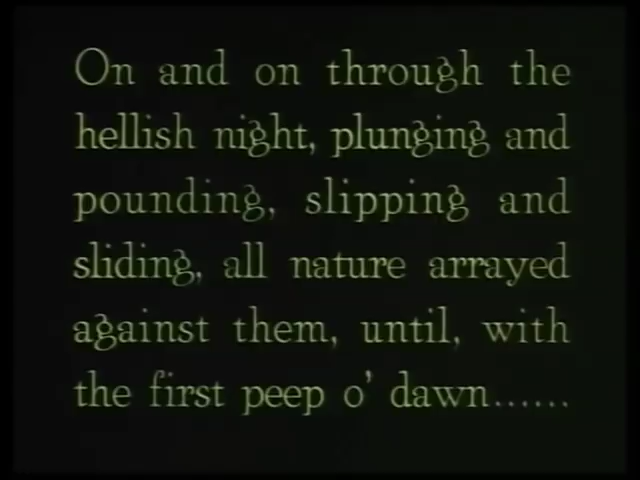 On and on through the
hellish night, plunging and
pounding, slipping and
sliding, all nature arrayed
against them, until, with
the first peep o' dawn......